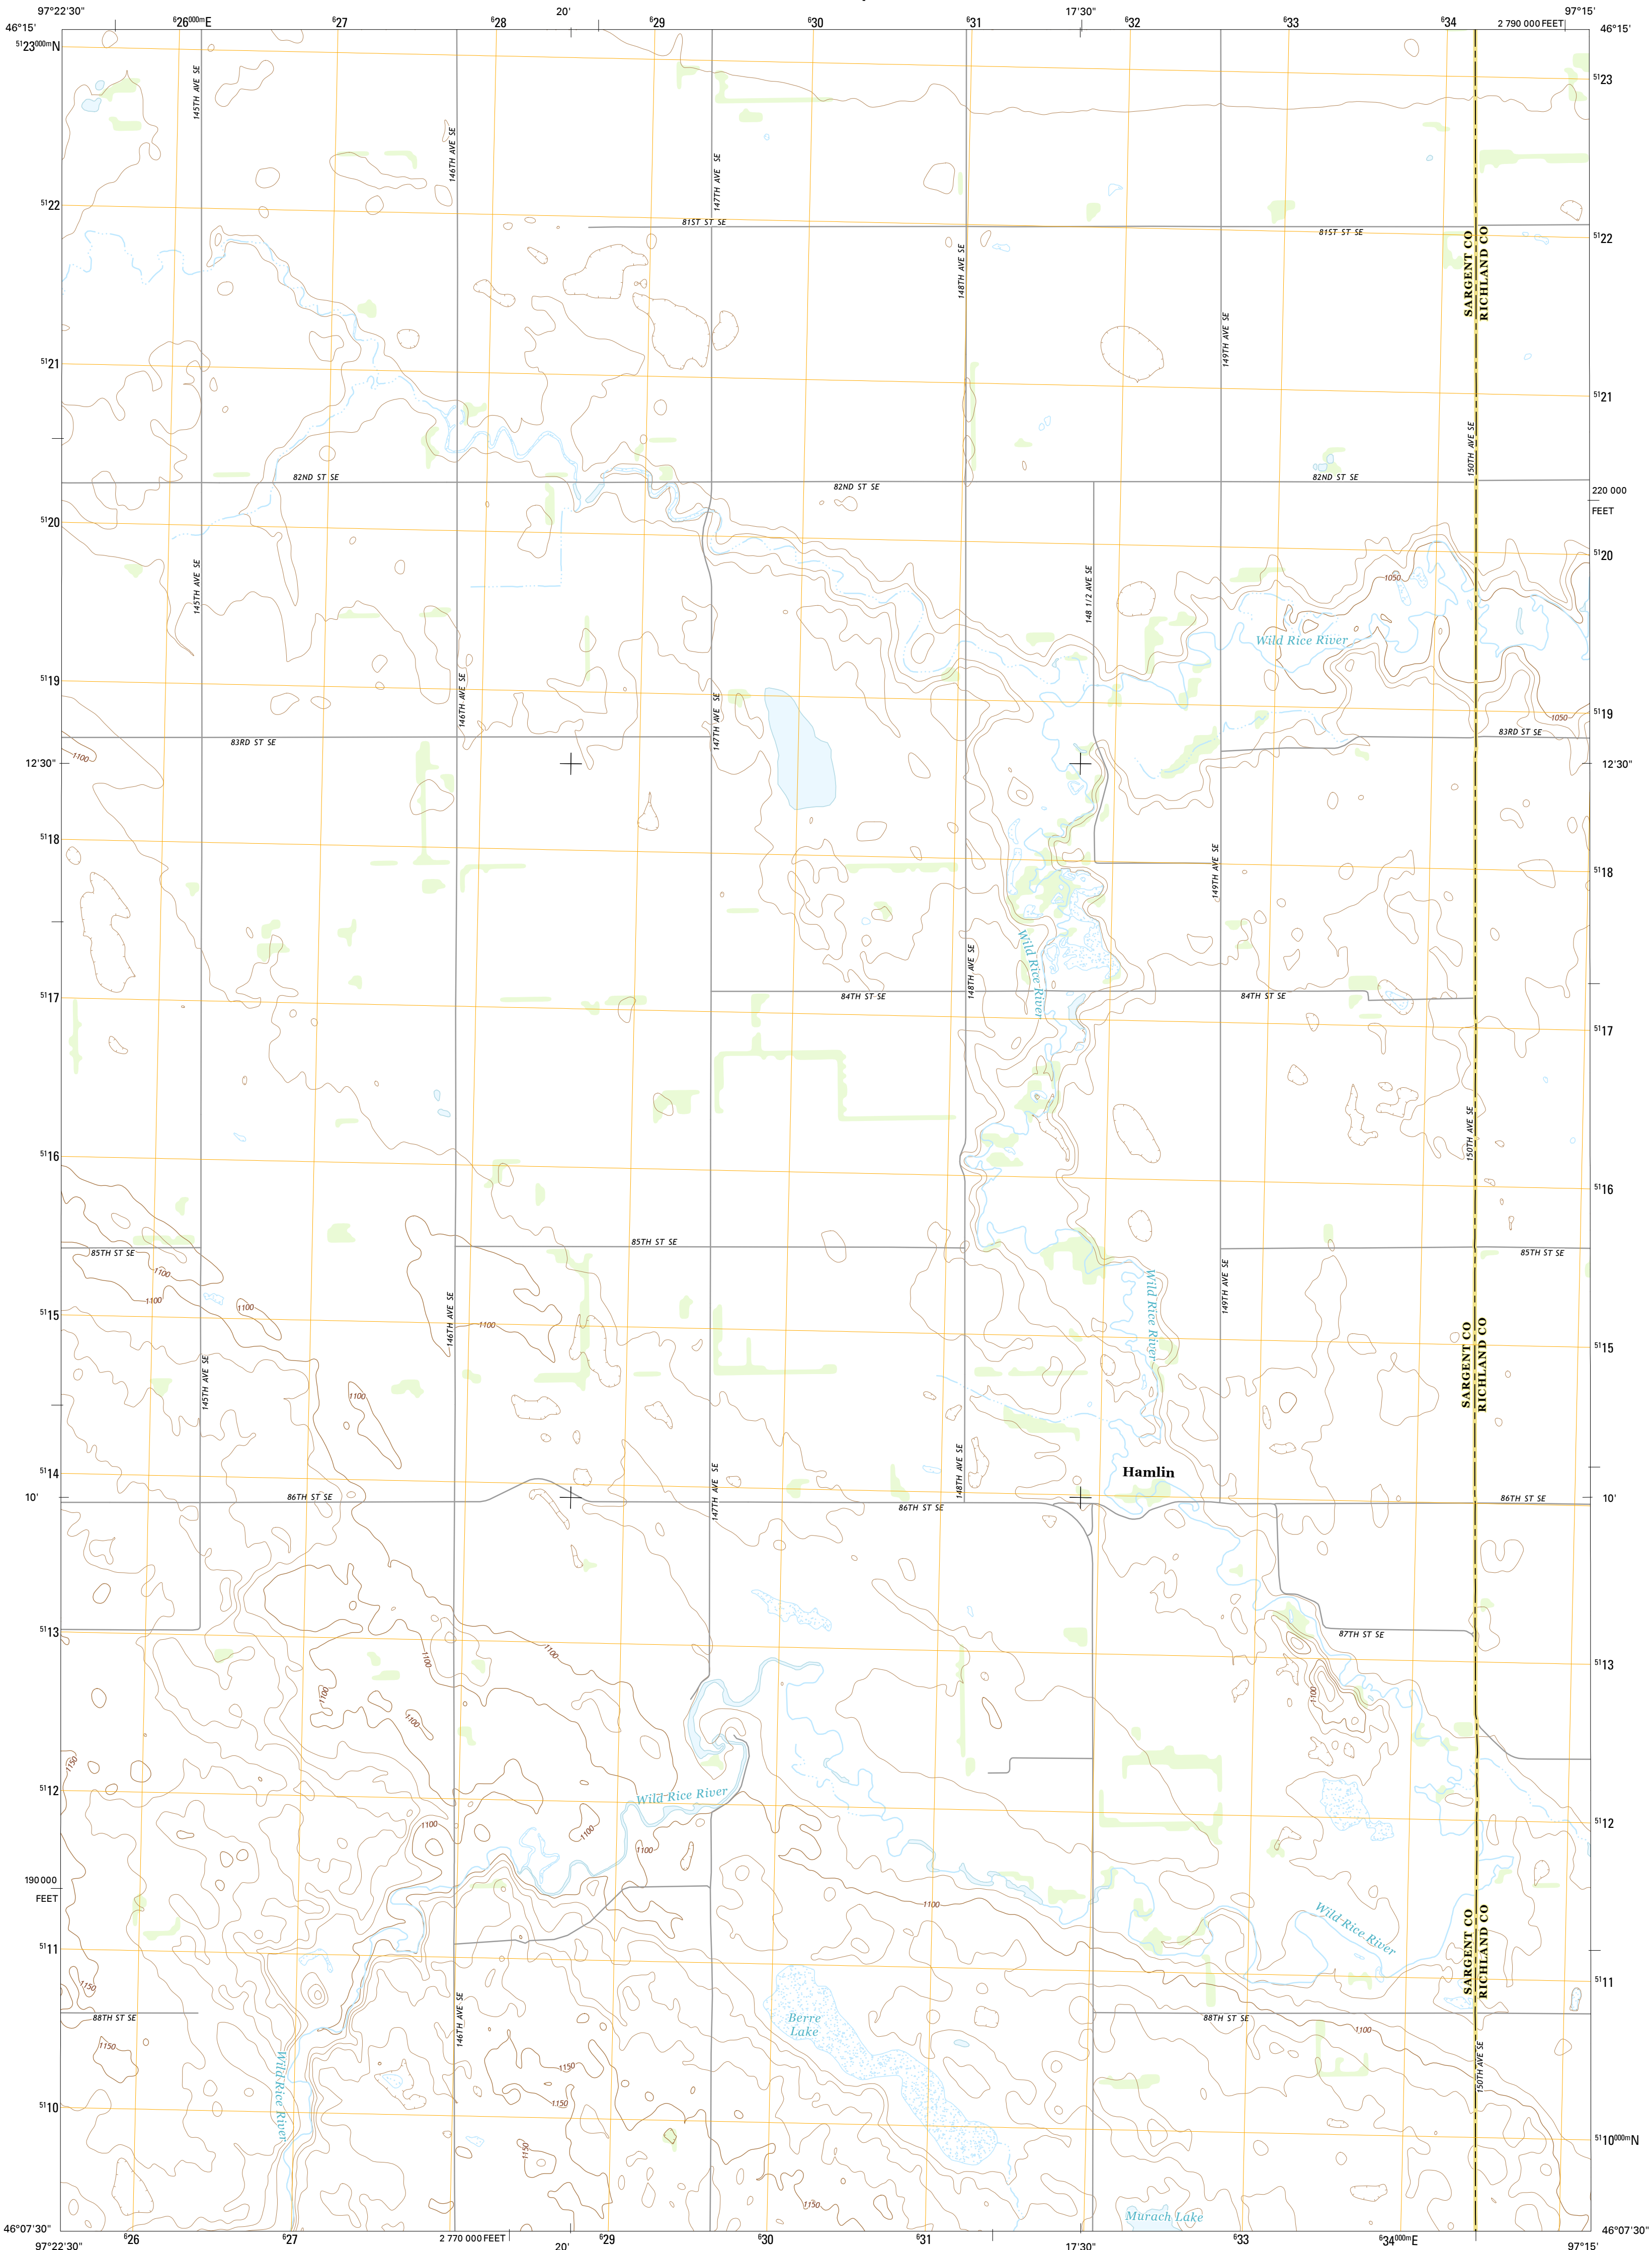 97°22'30"
⁶26⁰⁰⁰ᵐE
⁶27
⁶28
20'
⁶29
⁶30
⁶31
17'30"
⁶32
⁶33
⁶34
2 790 000 FEET
97°15'
46°15'
46°15'
⁵¹23⁰⁰⁰ᵐN
⁵¹23
145TH AVE SE
146TH AVE SE
147TH AVE SE
⁵¹22
81ST ST SE
81ST ST SE
⁵¹22
148TH AVE SE
SARGENT CO
RICHLAND CO
149TH AVE SE
⁵¹21
⁵¹21
150TH AVE SE
82ND ST SE
82ND ST SE
82ND ST SE
220 000
FEET
⁵¹20
⁵¹20
145TH AVE SE
148 1/2 AVE SE
1050
Wild Rice River
⁵¹19
146TH AVE SE
147TH AVE SE
⁵¹19
1050
83RD ST SE
83RD ST SE
1100
12'30"
12'30"
⁵¹18
⁵¹18
149TH AVE SE
Wild Rice River
148TH AVE SE
⁵¹17
84TH ST SE
84TH ST SE
⁵¹17
150TH AVE SE
⁵¹16
⁵¹16
85TH ST SE
85TH ST SE
85TH ST SE
1100
1100
1100
⁵¹15
146TH AVE SE
1100
Wild Rice River
149TH AVE SE
SARGENT CO
RICHLAND CO
⁵¹15
145TH AVE SE
1100
⁵¹14
147TH AVE SE
148TH AVE SE
Hamlin
⁵¹14
10'
86TH ST SE
86TH ST SE
86TH ST SE
10'
⁵¹13
87TH ST SE
⁵¹13
1100
1100
1100
1100
1100
1150
⁵¹12
Wild Rice River
⁵¹12
1100
1100
1100
190 000
FEET
1100
Wild Rice River
SARGENT CO
RICHLAND CO
⁵¹11
⁵¹11
1150
88TH ST SE
146TH AVE SE
Berre
Lake
88TH ST SE
1100
1150
1150
150TH AVE SE
Wild Rice River
⁵¹10
1150
⁵¹10⁰⁰⁰ᵐN
1150
1150
Murach Lake
46°07'30"
46°07'30"
97°22'30"
⁶26
⁶27
2 770 000 FEET
20'
⁶29
⁶30
⁶31
17'30"
⁶33
⁶34⁰⁰⁰ᵐE
97°15'